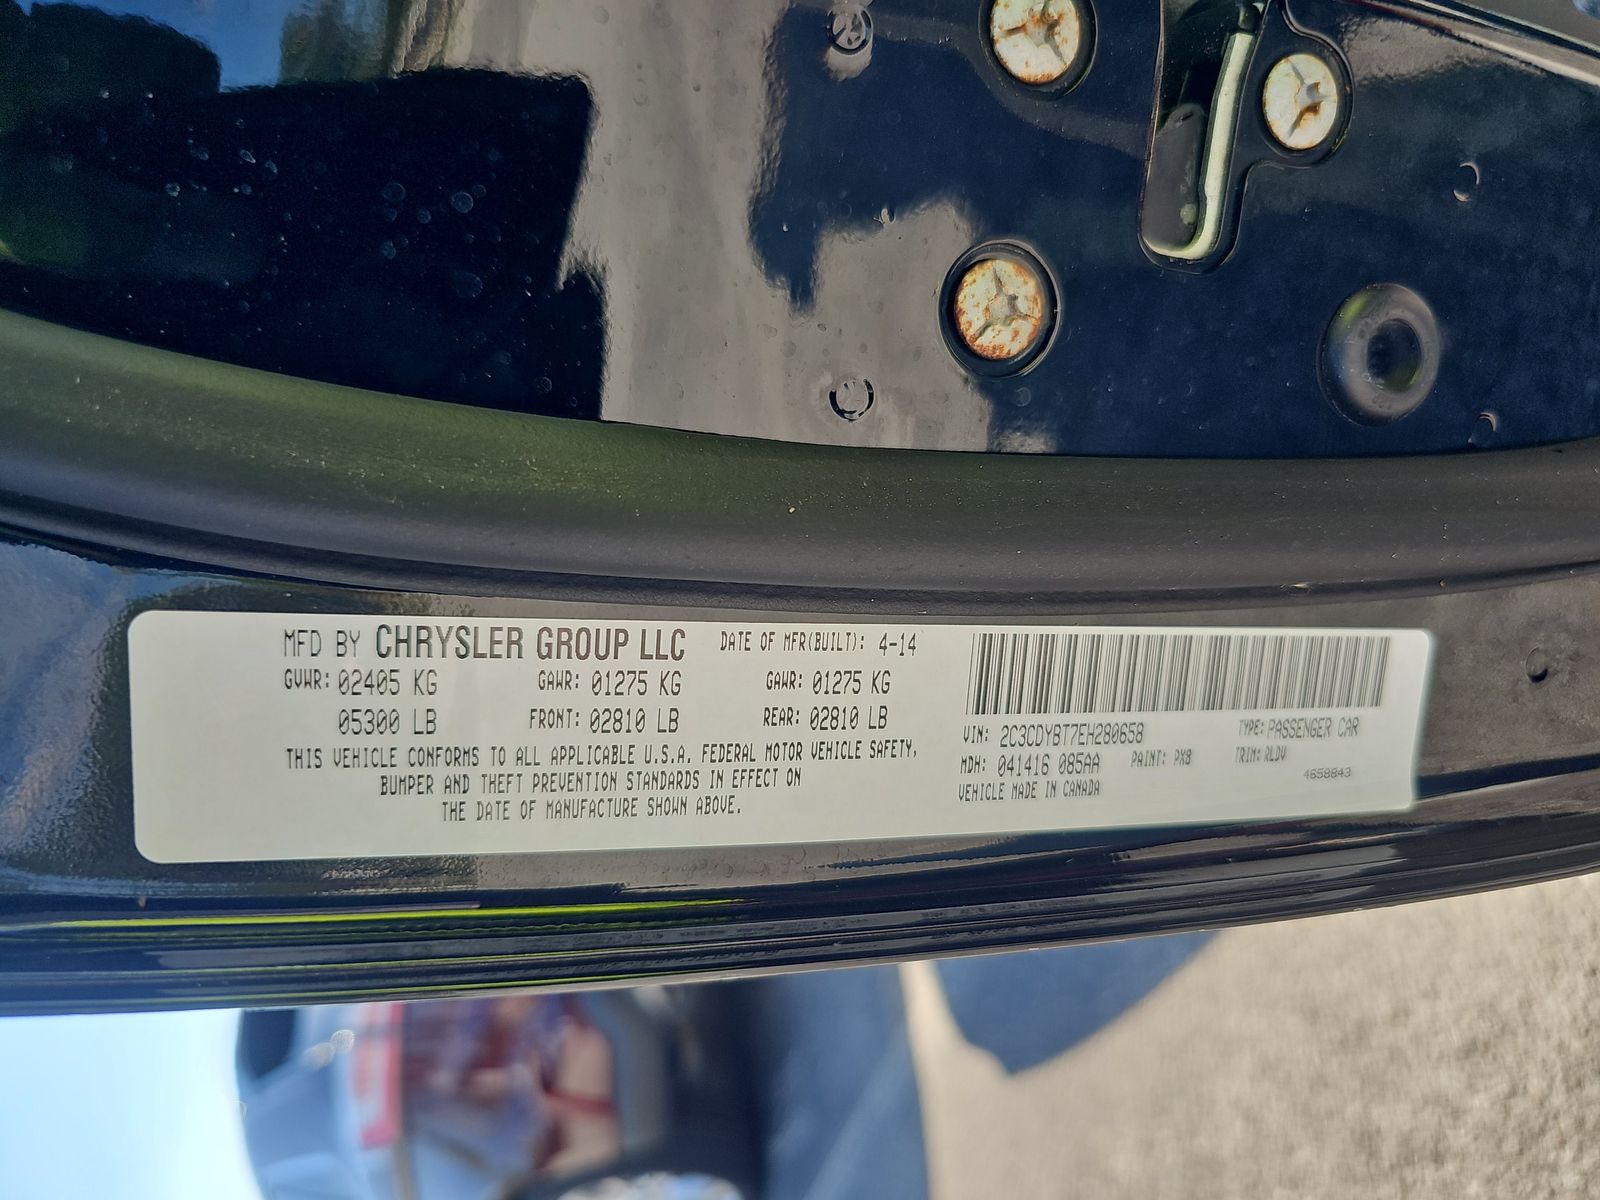 MFD BY CHRYSLER GROUP LLC DATE OF MFR(BUILT): 4-14
GVWR: 02405 KG GAWR: 01275 KG GAWR: 01275 KG
05300 LB FRONT: 02810 LB REAR: 02810 LB
THIS VEHICLE CONFORMS TO ALL APPLICABLE U.S.A. FEDERAL MOTOR VEHICLE SAFETY,
BUMPER AND THEFT PREVENTION STANDARDS IN EFFECT ON
THE DATE OF MANUFACTURE SHOWN ABOVE.
VIN: 2C3CDYBT7EH280658 TYPE: PASSENGER CAR
MDH: 041416 085AA PAINT: PX8 TRIM: RLDV
VEHICLE MADE IN CANADA 4658843